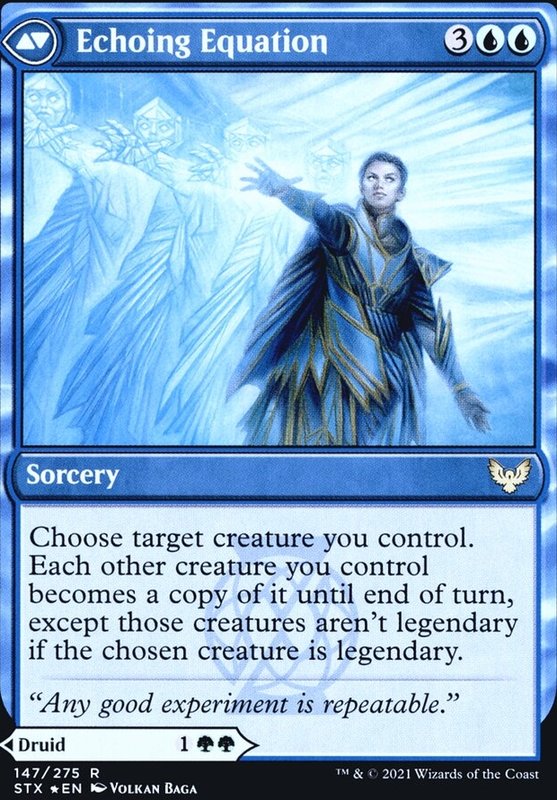 Echoing Equation 3
Sorcery
Choose target creature you control.
Each other creature you control
becomes a copy of it until end of turn,
except those creatures aren't legendary
if the chosen creature is legendary.
“Any good experiment is repeatable.”
Druid 1
147/275 R
STX ★ EN VOLKAN BAGA
™ & © 2021 Wizards of the Coast